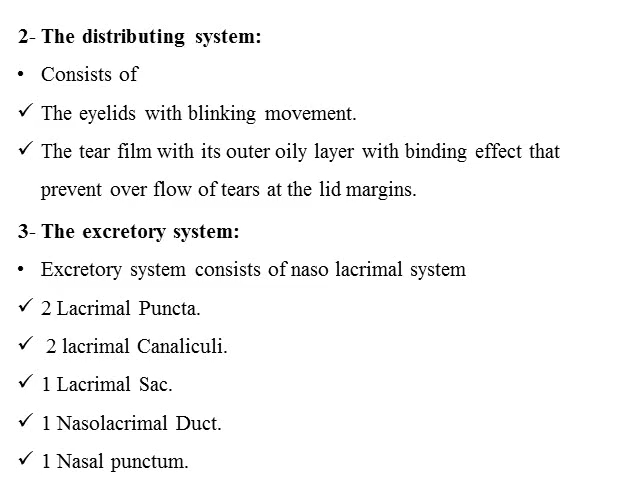 2- The distributing system:
• Consists of
✓ The eyelids with blinking movement.
✓ The tear film with its outer oily layer with binding effect that
prevent over flow of tears at the lid margins.
3- The excretory system:
• Excretory system consists of naso lacrimal system
✓ 2 Lacrimal Puncta.
✓ 2 lacrimal Canaliculi.
✓ 1 Lacrimal Sac.
✓ 1 Nasolacrimal Duct.
✓ 1 Nasal punctum.